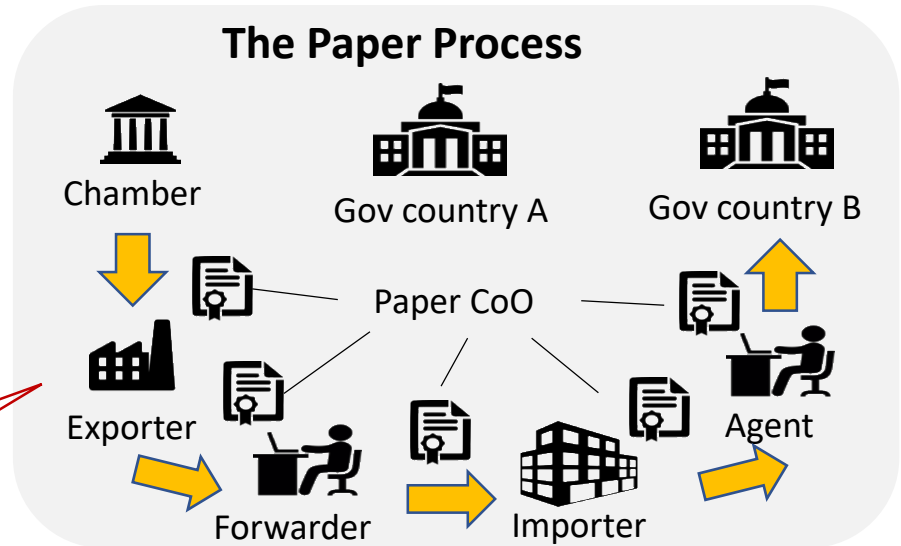 The Paper Process
Chamber
Gov country A
Gov country B
Paper CoO
Exporter
Agent
Forwarder
Importer